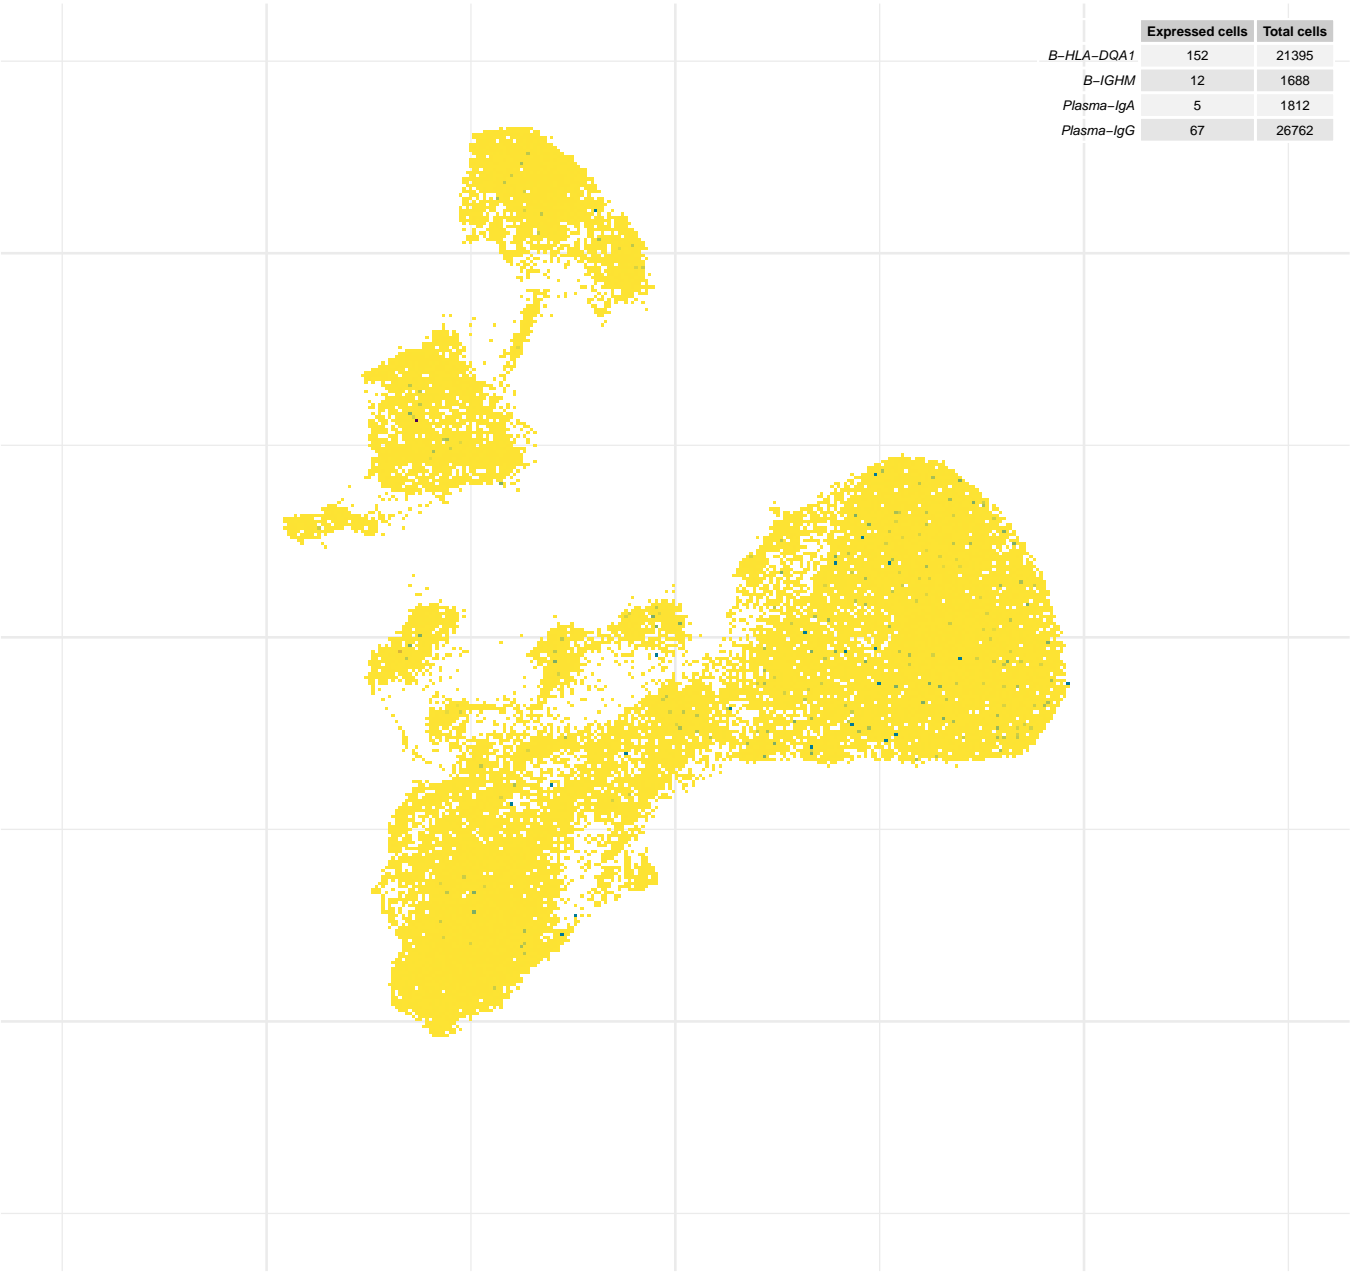 Expressed cells Total cells
B−HLA−DQA1 152 21395
B−IGHM 12 1688
Plasma−IgA 5 1812
Plasma−IgG 67 26762